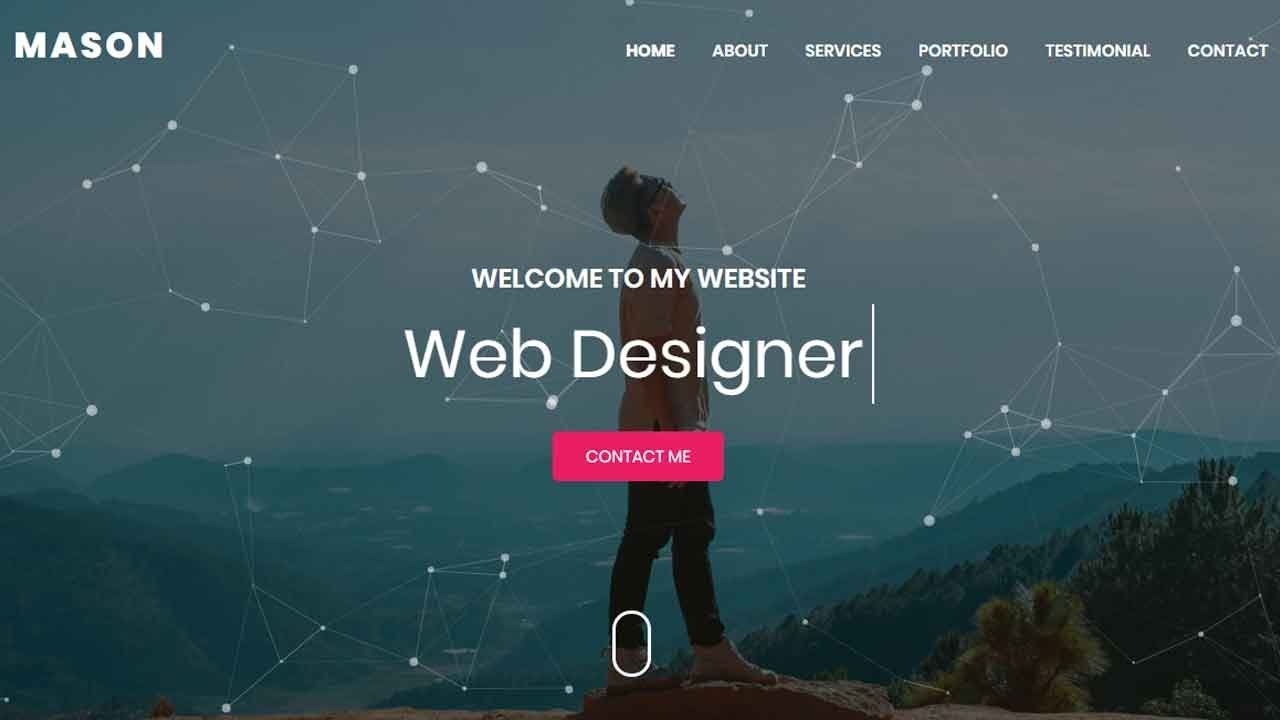 MASON
HOME ABOUT SERVICES PORTFOLIO TESTIMONIAL CONTACT
WELCOME TO MY WEBSITE
Web Designer
CONTACT ME